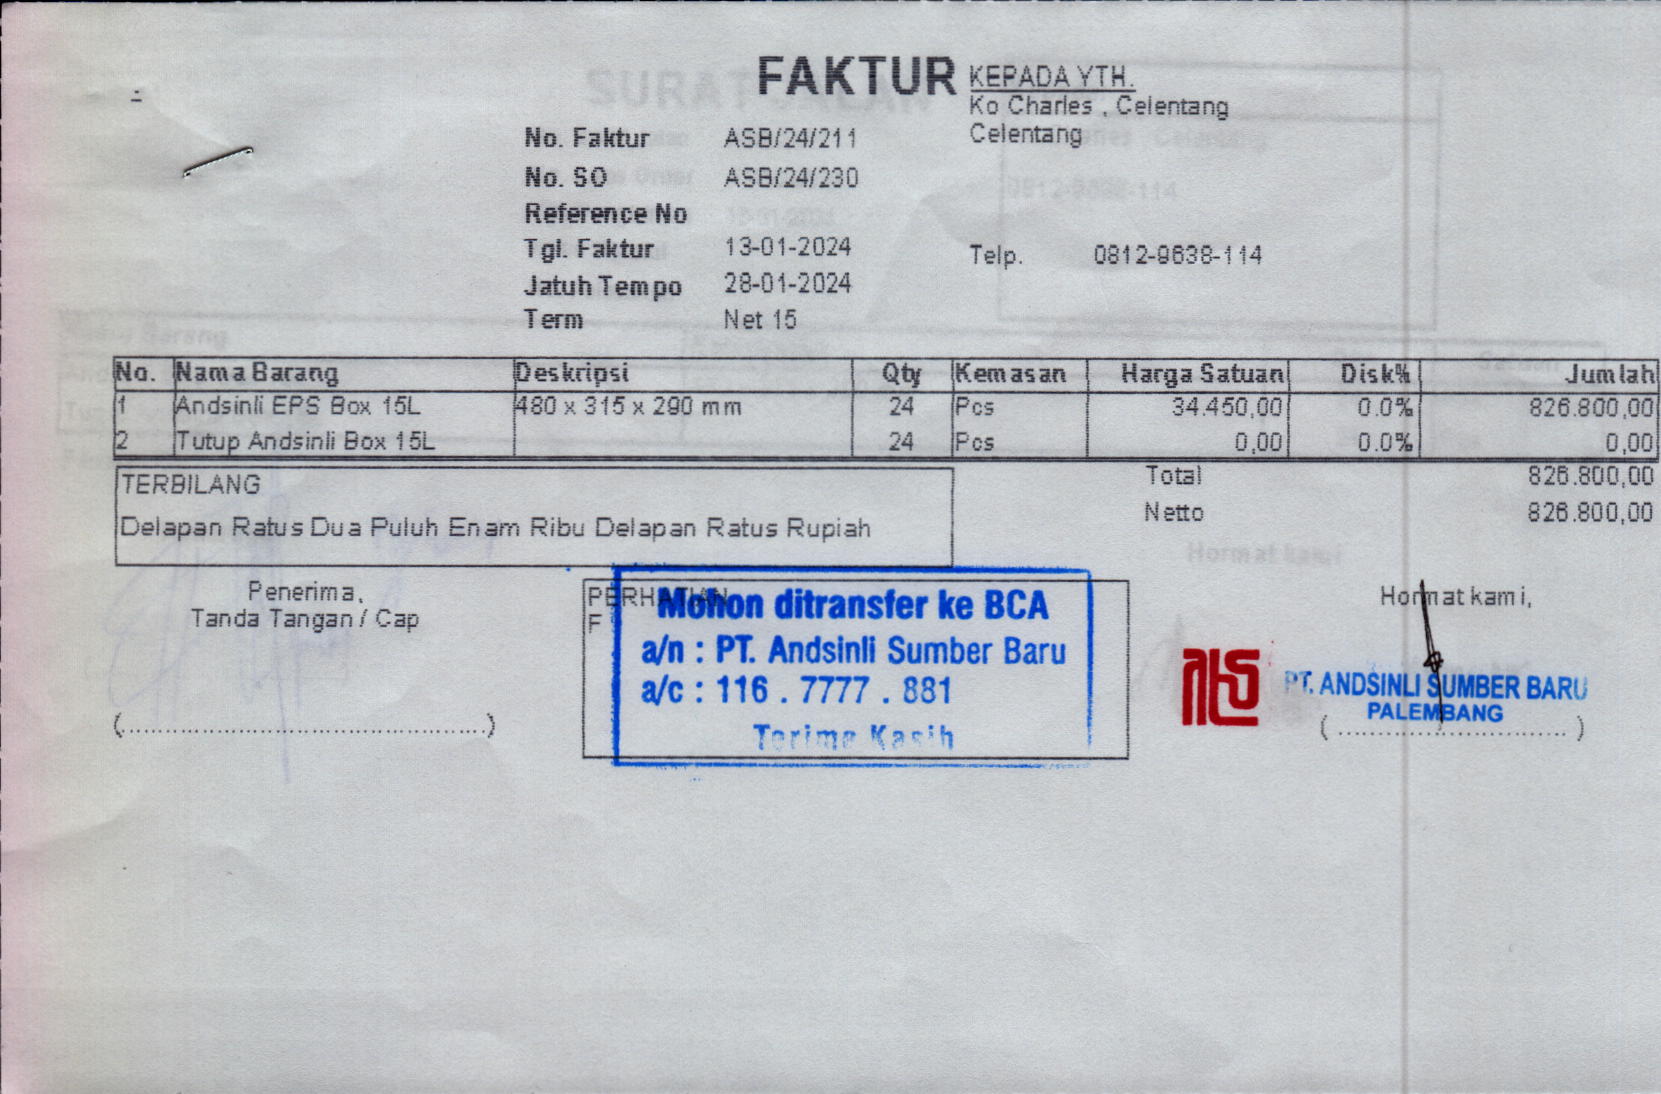 FAKTUR
KEPADA YTH.
Ko Charles , Celentang
Celentang
No. Faktur ASB/24/211
No. SO ASB/24/230
Reference No
Tgl. Faktur 13-01-2024
Telp. 0812-9638-114
Jatuh Tempo 28-01-2024
Term Net 15
No. Nama Barang Deskripsi Qty Kemasan Harga Satuan Disk% Jumlah
1 Andsinli EPS Box 15L 480 x 315 x 290 mm 24 Pcs 34.450,00 0.0% 826.800,00
2 Tutup Andsinli Box 15L 24 Pcs 0,00 0.0% 0,00
Total 826.800,00
Netto 826.800,00
TERBILANG
Delapan Ratus Dua Puluh Enam Ribu Delapan Ratus Rupiah
Penerima,
Tanda Tangan / Cap
(..............................................)
PERHATIAN
F
Mohon ditransfer ke BCA
a/n : PT. Andsinli Sumber Baru
a/c : 116 . 7777 . 881
Terima Kasih
Hormat kami,
PT. ANDSINLI SUMBER BARU
PALEMBANG
( ............................ )